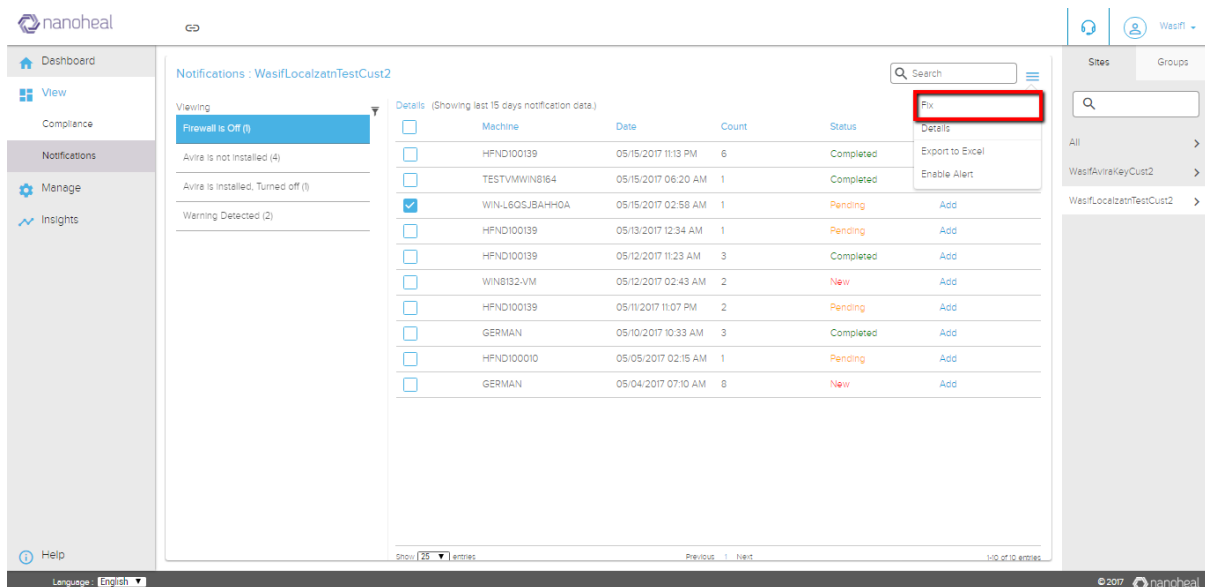 nanoheal
Wasif1
Dashboard
View
Compliance
Notifications
Manage
Insights
Help
Notifications : WasifLocalzatnTestCust2
Search
Viewing
Firewall is Off (1)
Avira is not installed (4)
Avira is installed, Turned off (1)
Warning Detected (2)
Details (Showing last 15 days notification data.)
Fix
Details
Export to Excel
Enable Alert
Machine Date Count Status
HFND100139 05/15/2017 11:13 PM 6 Completed
TESTVMWIN8164 05/15/2017 06:20 AM 1 Completed
WIN-L6QSJBAHH0A 05/15/2017 02:58 AM 1 Pending Add
HFND100139 05/13/2017 12:34 AM 1 Pending Add
HFND100139 05/12/2017 11:23 AM 3 Completed Add
WIN8132-VM 05/12/2017 02:43 AM 2 New Add
HFND100139 05/11/2017 11:07 PM 2 Pending Add
GERMAN 05/10/2017 10:33 AM 3 Completed Add
HFND100010 05/05/2017 02:15 AM 1 Pending Add
GERMAN 05/04/2017 07:10 AM 8 New Add
Show 25 entries Previous 1 Next 1-10 of 10 entries
Sites Groups
All
WasifAviraKeyCust2
WasifLocalzatnTestCust2
Language : English
© 2017 nanoheal